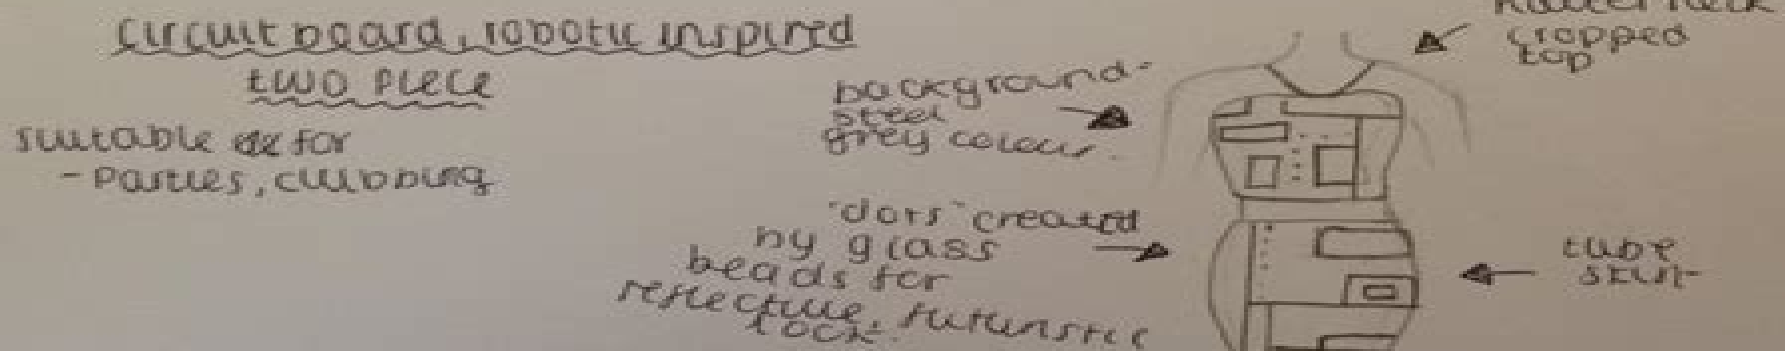 circuit board, robotic inspired
two piece
suitable for
- parties, clubbing
background -
steel
grey colour.
"dots" created
by glass
beads for
reflective, futuristic
look.
neck
cropped
top
tube
skirt